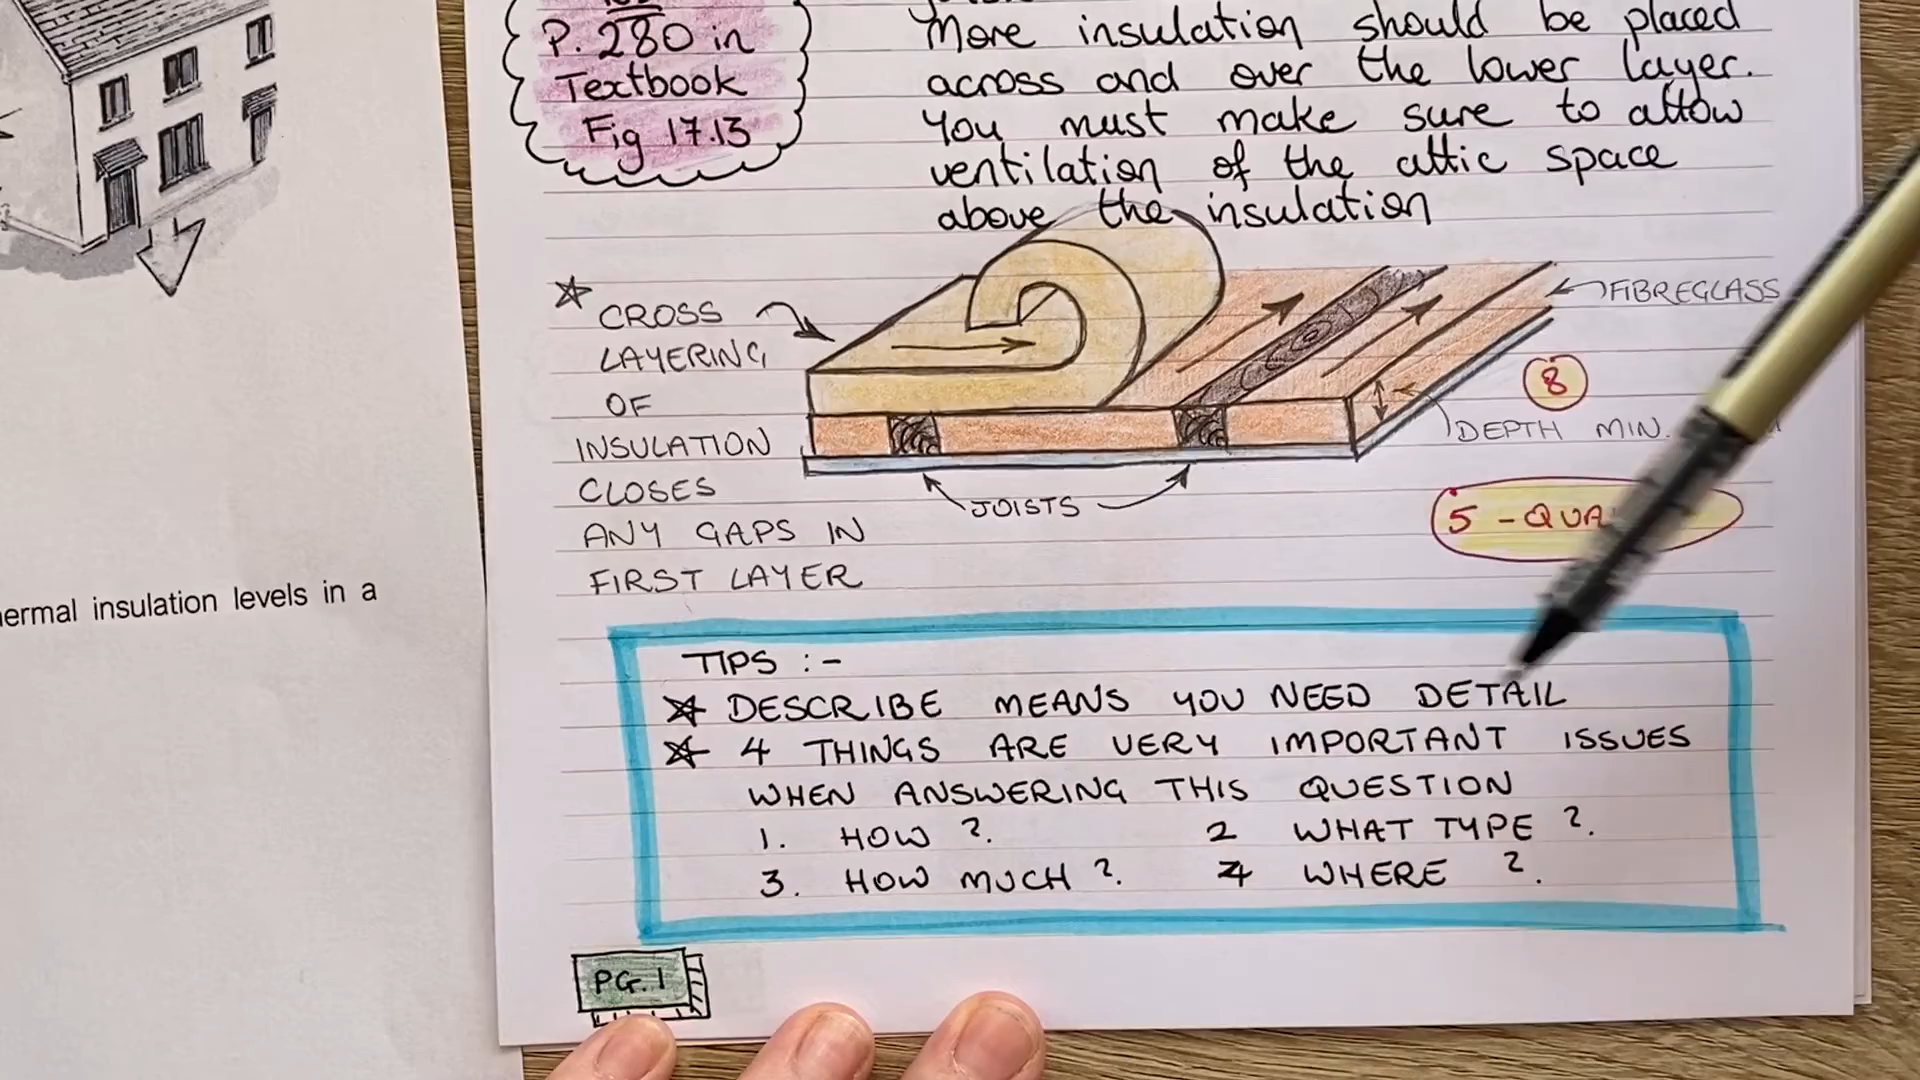 P. 280 in
Textbook
Fig 17.13
More insulation should be placed
across and over the lower layer.
You must make sure to allow
ventilation of the attic space
above the insulation
CROSS
LAYERING
OF
INSULATION
CLOSES
ANY GAPS IN
FIRST LAYER
FIBREGLASS
8
DEPTH MIN.
JOISTS
5 -
ermal insulation levels in a
TIPS :-
DESCRIBE MEANS YOU NEED DETAIL
4 THINGS ARE VERY IMPORTANT ISSUES
WHEN ANSWERING THIS QUESTION
1. HOW ?. 2 WHAT TYPE ?.
3. HOW MUCH ?. 4 WHERE ?.
PG. 1